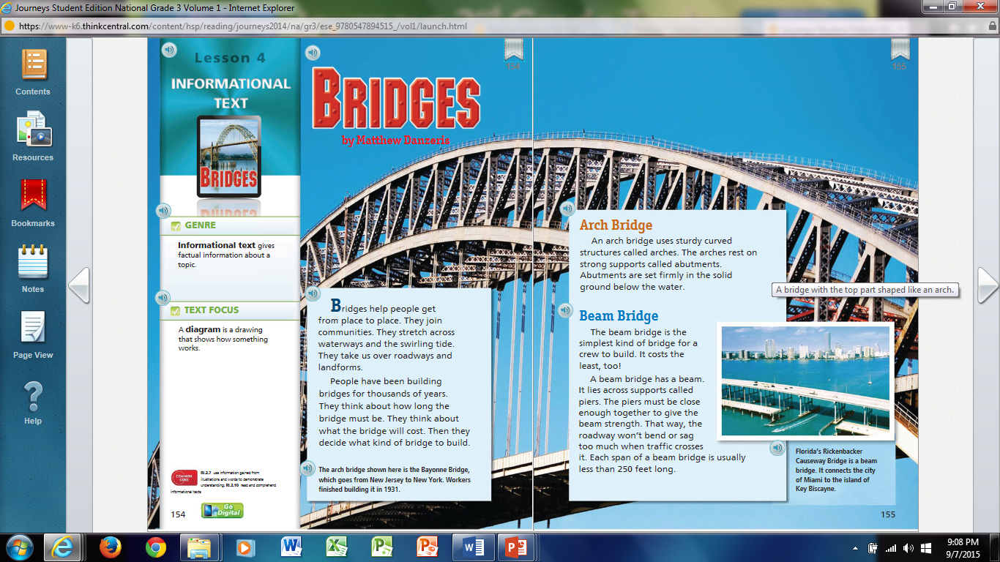 Journeys Student Edition National Grade 3 Volume 1 - Internet Explorer
https://www-k6.thinkcentral.com/content/hsp/reading/journeys2014/na/gr3/ese_9780547894515_/vol1/launch.html
Contents
Resources
Bookmarks
Notes
Page View
Help
Lesson 4
INFORMATIONAL
TEXT
BRIDGES
GENRE
Informational text gives
factual information about a
topic.
TEXT FOCUS
A diagram is a drawing
that shows how something
works.
COMMON
CORE
RI.3.7 use information gained from
illustrations and words to demonstrate
understanding; RI.3.10 read and comprehend
informational texts
154
Go
Digital
154
BRIDGES
by Matthew Danzeris
Bridges help people get
from place to place. They join
communities. They stretch across
waterways and the swirling tide.
They take us over roadways and
landforms.
People have been building
bridges for thousands of years.
They think about how long the
bridge must be. They think about
what the bridge will cost. Then they
decide what kind of bridge to build.
The arch bridge shown here is the Bayonne Bridge,
which goes from New Jersey to New York. Workers
finished building it in 1931.
155
Arch Bridge
An arch bridge uses sturdy curved
structures called arches. The arches rest on
strong supports called abutments.
Abutments are set firmly in the solid
ground below the water.
A bridge with the top part shaped like an arch.
Beam Bridge
The beam bridge is the
simplest kind of bridge for a
crew to build. It costs the
least, too!
A beam bridge has a beam.
It lies across supports called
piers. The piers must be close
enough together to give the
beam strength. That way, the
roadway won't bend or sag
too much when traffic crosses
it. Each span of a beam bridge is usually
less than 250 feet long.
Florida's Rickenbacker
Causeway Bridge is a beam
bridge. It connects the city
of Miami to the island of
Key Biscayne.
155
9:08 PM
9/7/2015